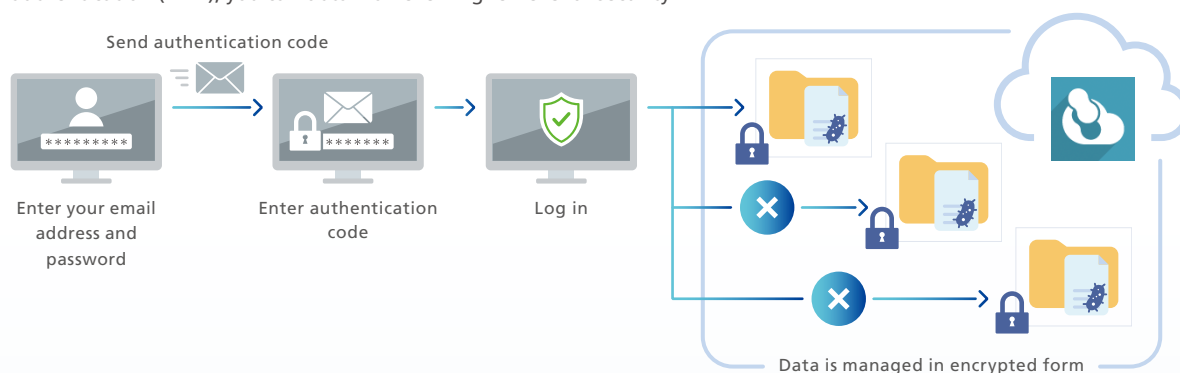 Send authentication code
*********
*******
Enter your email
address and
password
Enter authentication
code
Log in
Data is managed in encrypted form